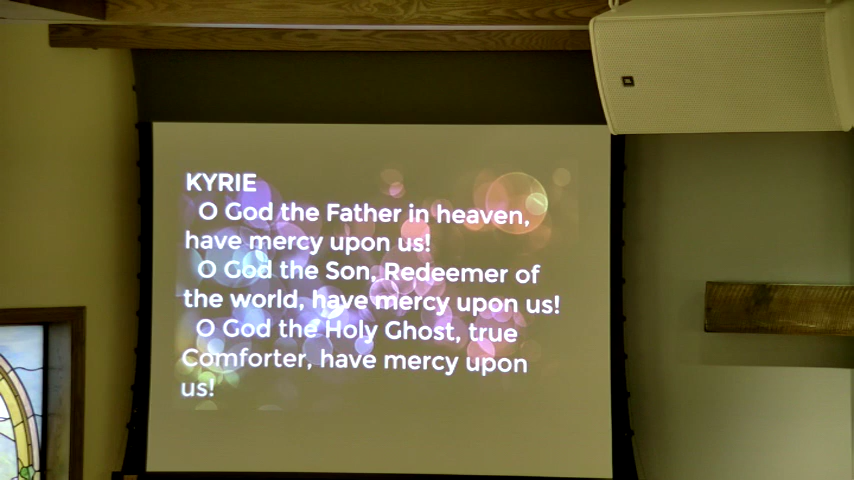 KYRIE
O God the Father in heaven,
have mercy upon us!
O God the Son, Redeemer of
the world, have mercy upon us!
O God the Holy Ghost, true
Comforter, have mercy upon
us!